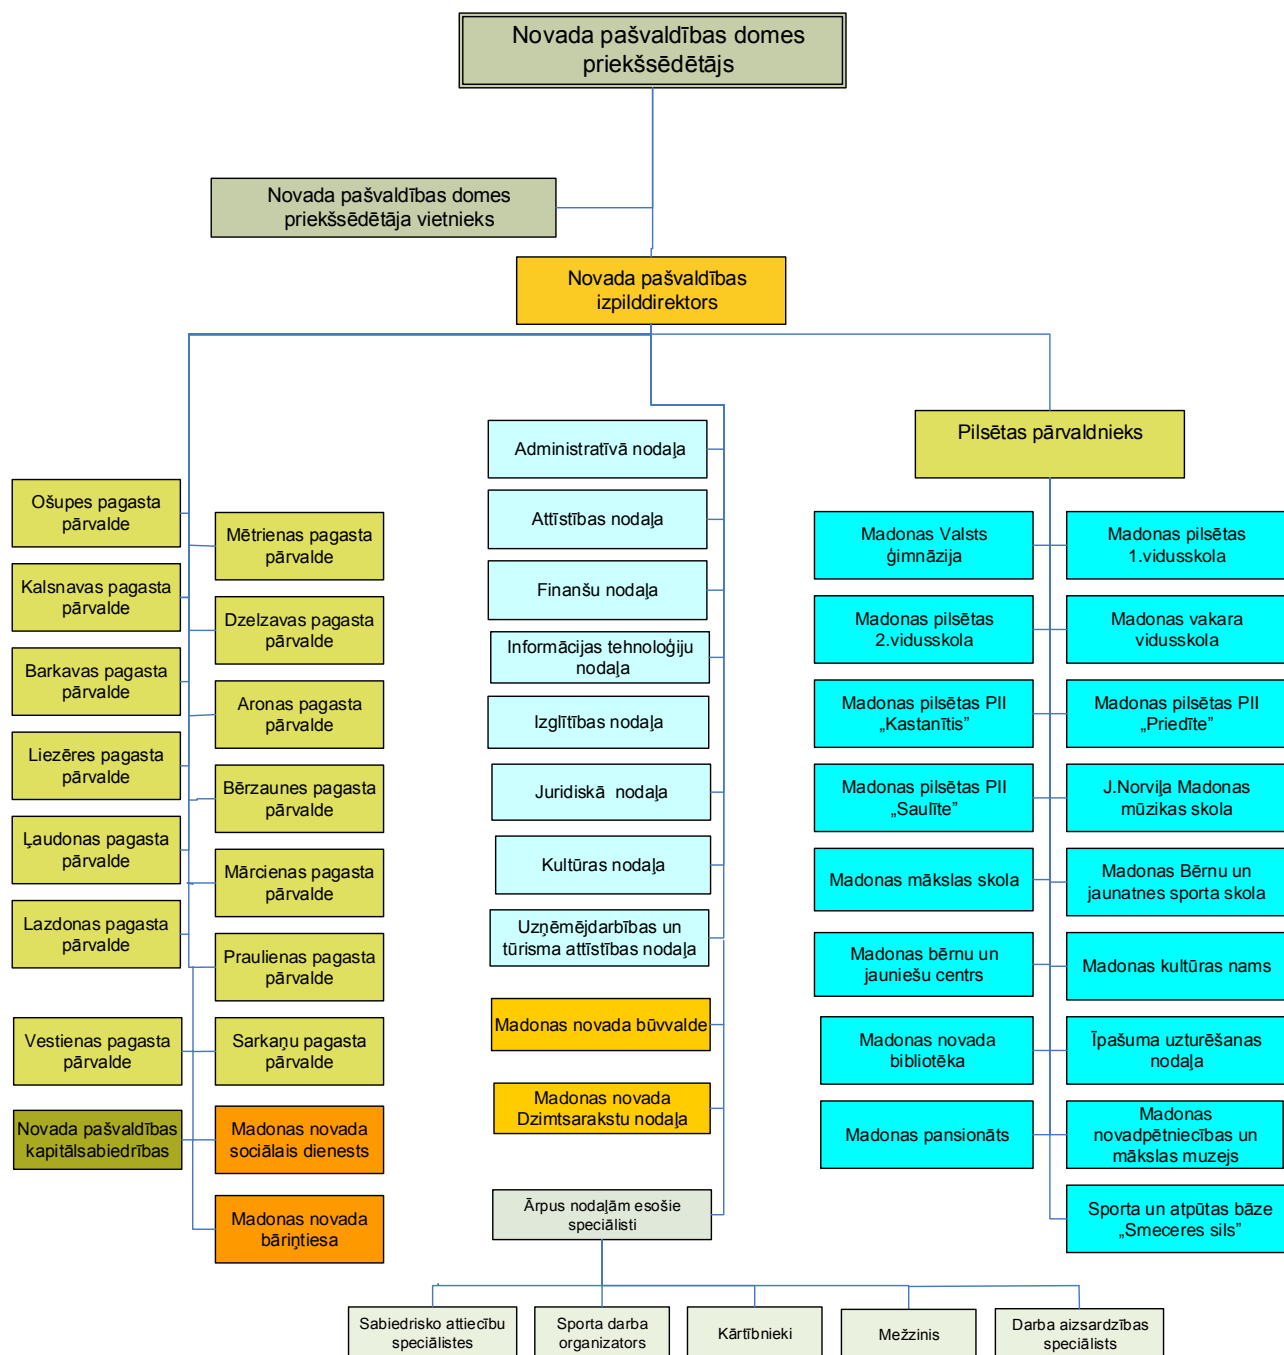 Novada pašvaldības domes
priekšsēdētājs
Novada pašvaldības domes
priekšsēdētāja vietnieks
Novada pašvaldības
izpilddirektors
Ošupes pagasta
pārvalde
Kalsnavas pagasta
pārvalde
Barkavas pagasta
pārvalde
Liezēres pagasta
pārvalde
Ļaudonas pagasta
pārvalde
Lazdonas pagasta
pārvalde
Vestienas pagasta
pārvalde
Novada pašvaldības
kapitālsabiedrības
Mētrienas pagasta
pārvalde
Dzelzavas pagasta
pārvalde
Aronas pagasta
pārvalde
Bērzaunes pagasta
pārvalde
Mārcienas pagasta
pārvalde
Praulienas pagasta
pārvalde
Sarkaņu pagasta
pārvalde
Madonas novada
sociālais dienests
Madonas novada
bāriņtiesa
Administratīvā nodaļa
Attīstības nodaļa
Finanšu nodaļa
Informācijas tehnoloģiju
nodaļa
Izglītības nodaļa
Juridiskā nodaļa
Kultūras nodaļa
Uzņēmējdarbības un
tūrisma attīstības nodaļa
Madonas novada būvvalde
Madonas novada
Dzimtsarakstu nodaļa
Ārpus nodaļām esošie
speciālisti
Pilsētas pārvaldnieks
Madonas Valsts
ģimnāzija
Madonas pilsētas
2.vidusskola
Madonas pilsētas PII
„Kastanītis”
Madonas pilsētas PII
„Saulīte”
Madonas mākslas skola
Madonas bērnu un
jauniešu centrs
Madonas novada
bibliotēka
Madonas pansionāts
Madonas pilsētas
1.vidusskola
Madonas vakara
vidusskola
Madonas pilsētas PII
„Priedīte”
J.Norviļa Madonas
mūzikas skola
Madonas Bērnu un
jaunatnes sporta skola
Madonas kultūras nams
Īpašuma uzturēšanas
nodaļa
Madonas
novadpētniecības un
mākslas muzejs
Sporta un atpūtas bāze
„Smeceres sils”
Sabiedrisko attiecību
speciālistes
Sporta darba
organizators
Kārtībnieki
Mežzinis
Darba aizsardzības
speciālists